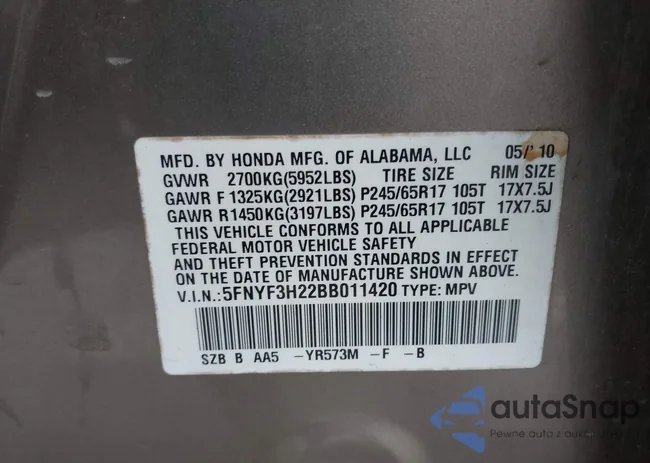 MFD. BY HONDA MFG. OF ALABAMA, LLC 05/'10
GVWR 2700KG(5952LBS) TIRE SIZE RIM SIZE
GAWR F 1325KG(2921LBS) P245/65R17 105T 17X7.5J
GAWR R1450KG(3197LBS) P245/65R17 105T 17X7.5J
THIS VEHICLE CONFORMS TO ALL APPLICABLE
FEDERAL MOTOR VEHICLE SAFETY
AND THEFT PREVENTION STANDARDS IN EFFECT
ON THE DATE OF MANUFACTURE SHOWN ABOVE.
V.I.N.:5FNYF3H22BB011420 TYPE: MPV
SZB B AA5 -YR573M -F -B
autaSnap
Pewne auto z aukcji